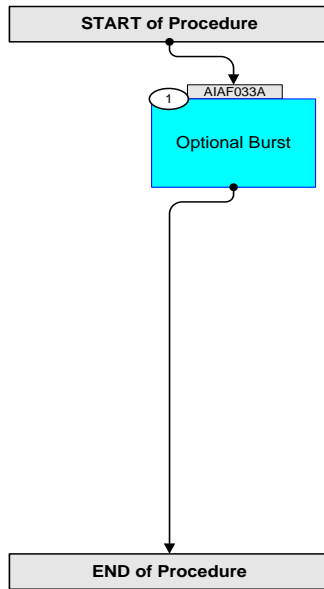 START of Procedure
AIAF033A
1
Optional Burst
END of Procedure